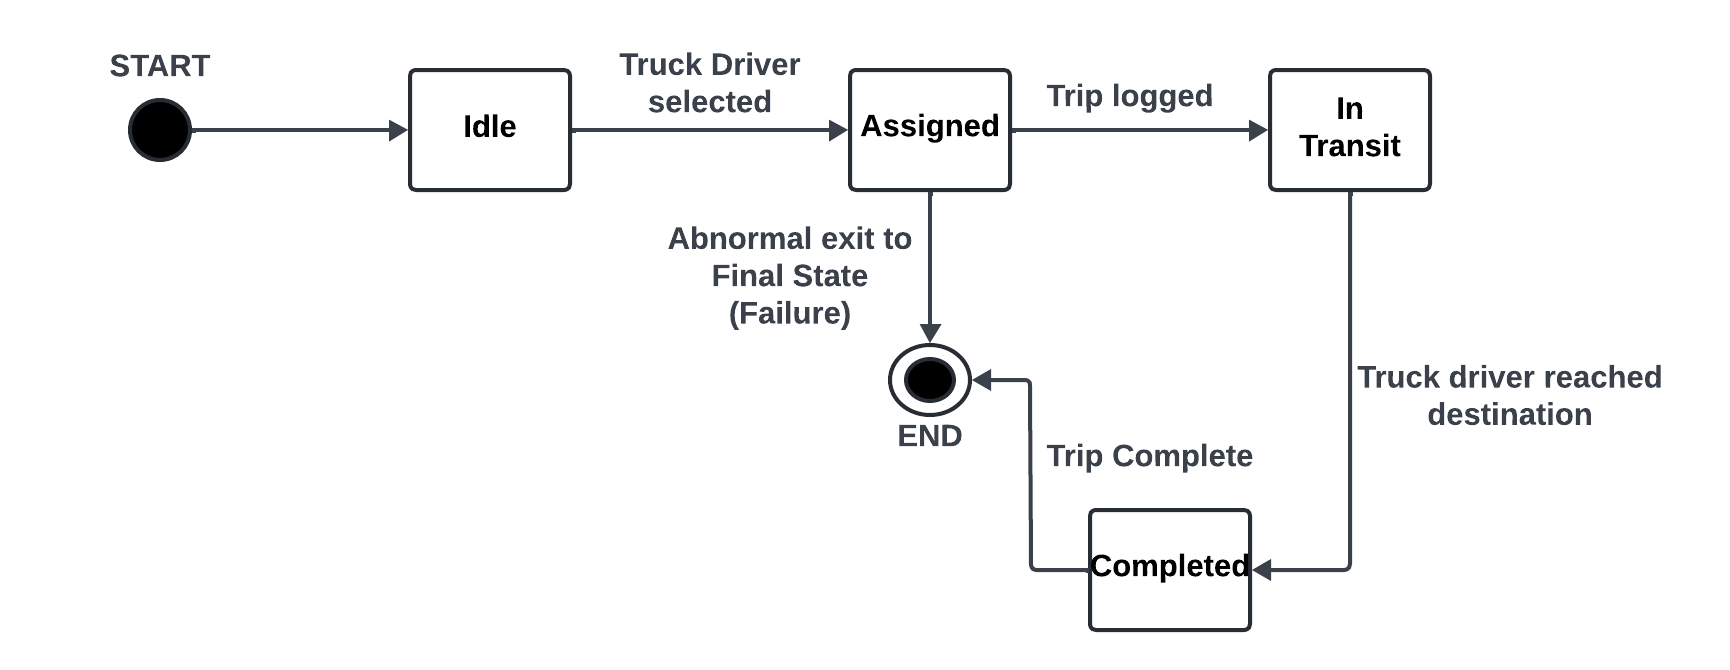 START
Idle
Truck Driver
selected
Assigned
Trip logged
In
Transit
Abnormal exit to
Final State
(Failure)
END
Truck driver reached
destination
Trip Complete
Completed